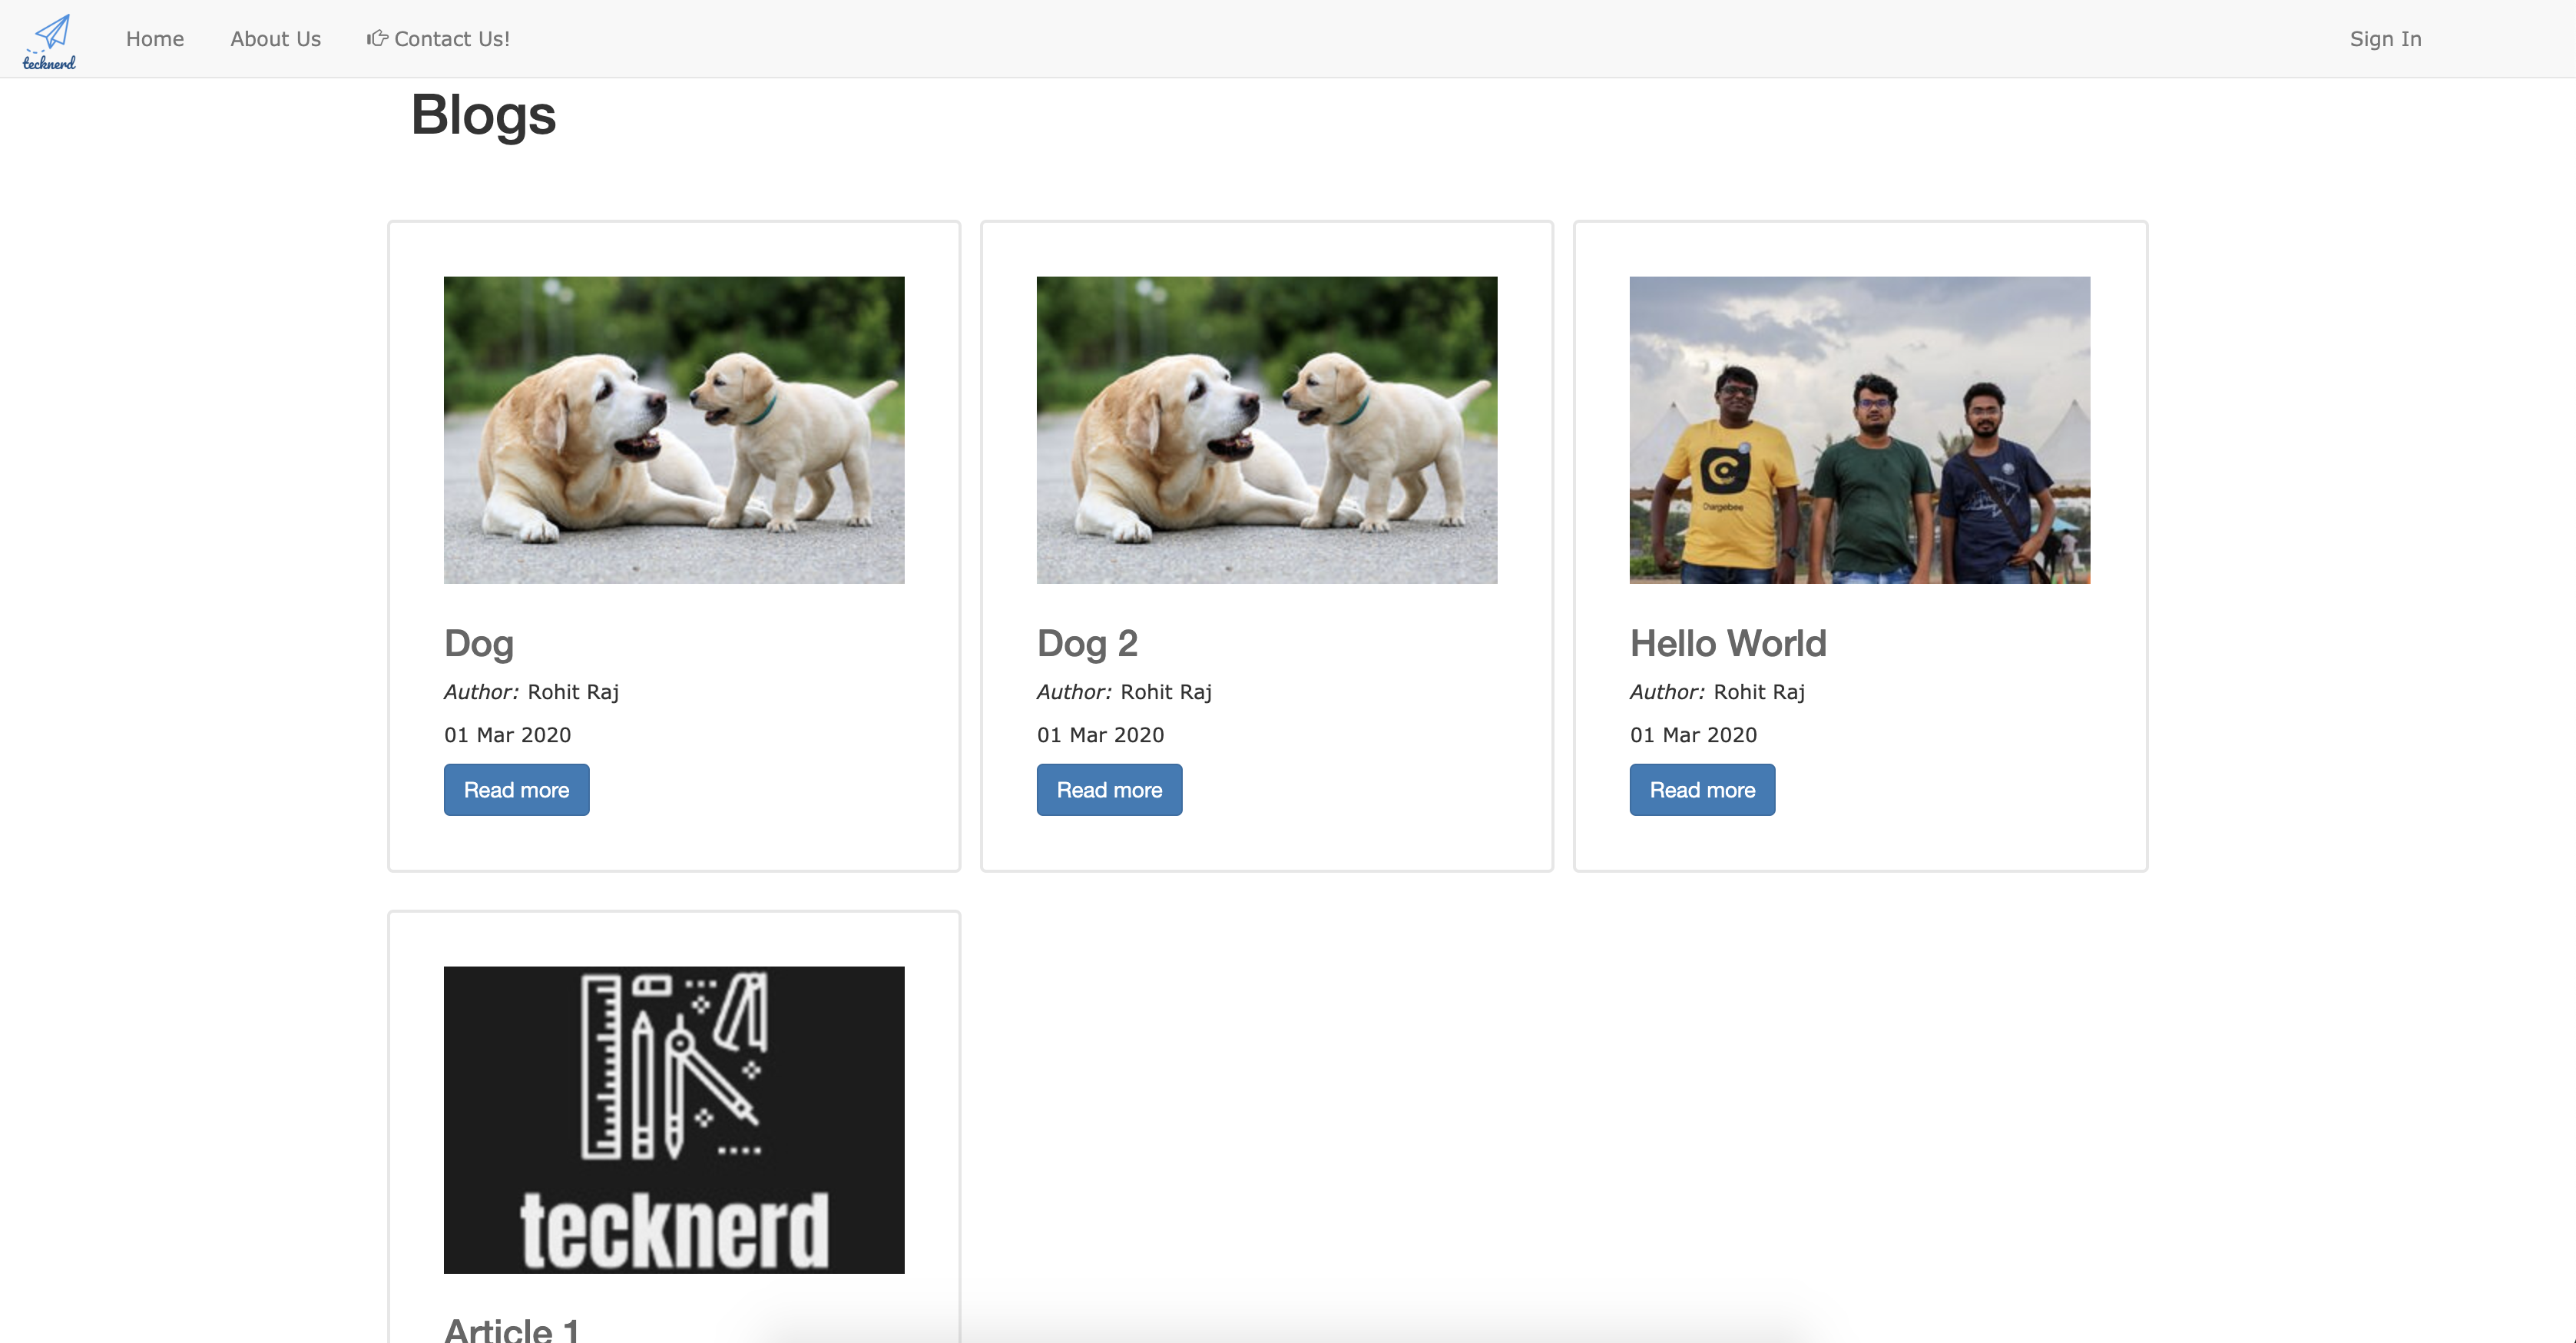 tecknerd
Home
About Us
Contact Us!
Sign In
Blogs
Dog
Author: Rohit Raj
01 Mar 2020
Read more
Dog 2
Author: Rohit Raj
01 Mar 2020
Read more
Chargebee
Hello World
Author: Rohit Raj
01 Mar 2020
Read more
tecknerd
Article 1